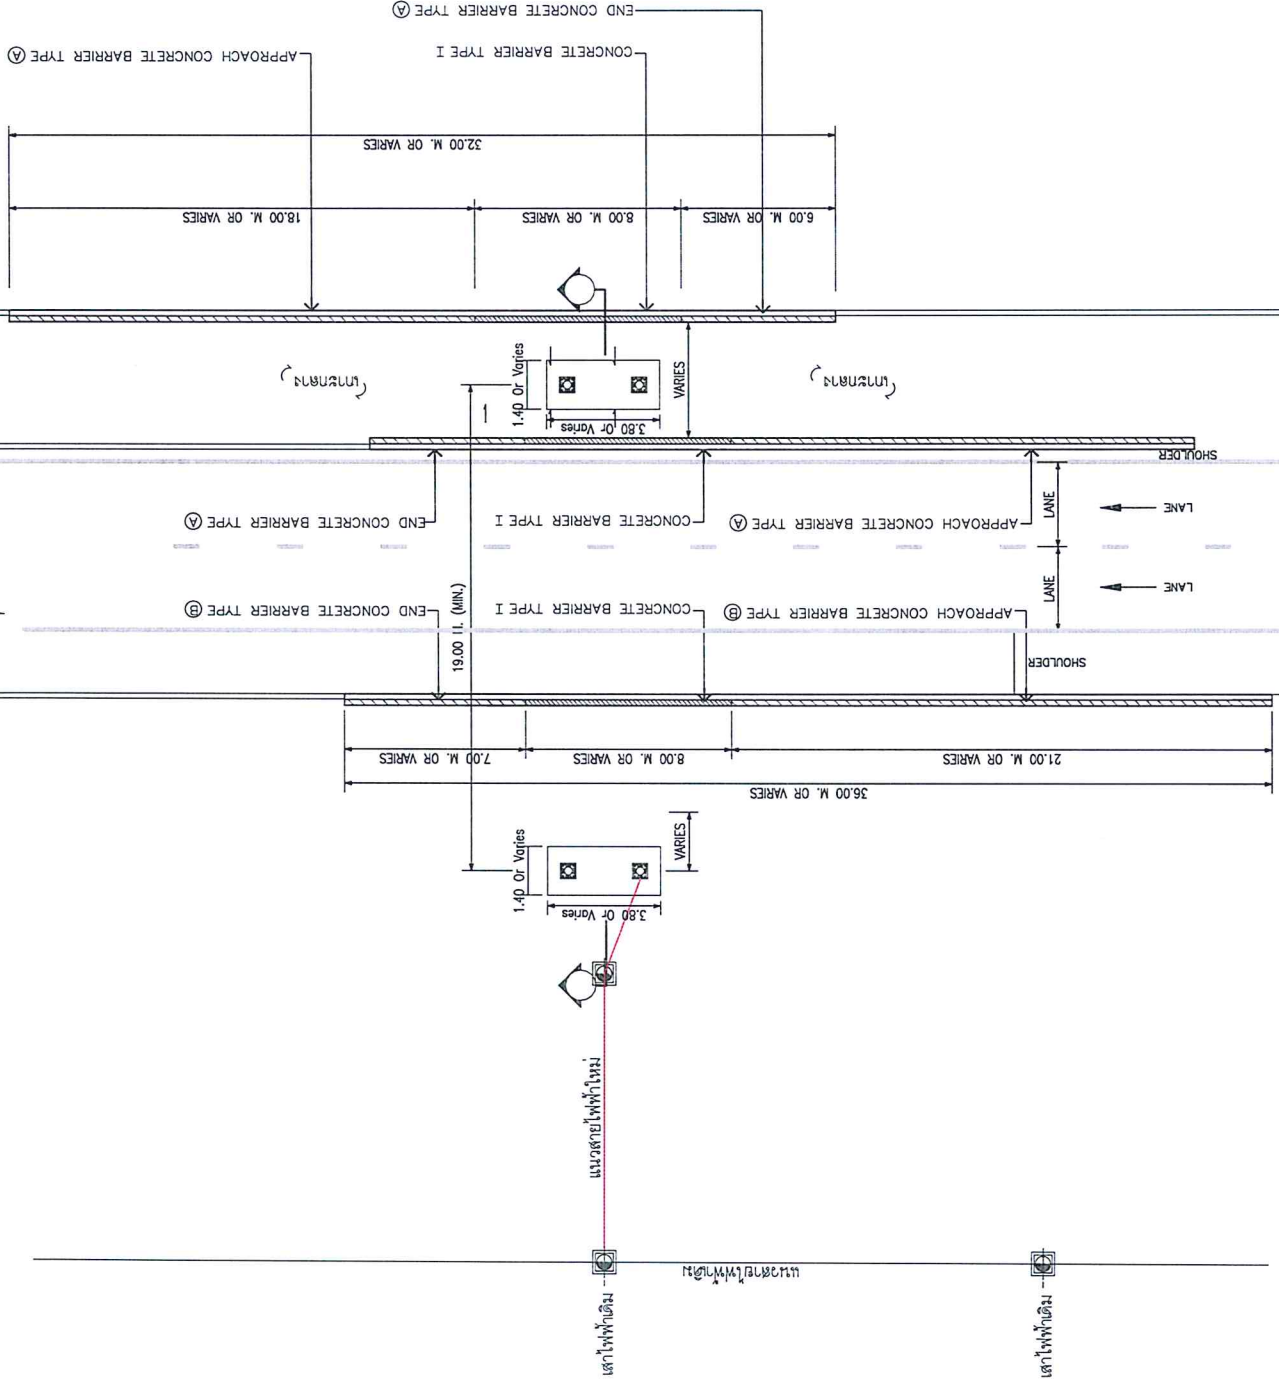 เสาไฟฟ้าเดิม
เสาไฟฟ้าเดิม
แนวสายไฟฟ้าเดิม
แนวสายไฟฟ้าใหม่
3.80 Or Varies
1.40 Or Varies
VARIES
36.00 M. OR VARIES
21.00 M. OR VARIES
8.00 M. OR VARIES
7.00 M. OR VARIES
SHOULDER
APPROACH CONCRETE BARRIER TYPE B
CONCRETE BARRIER TYPE I
END CONCRETE BARRIER TYPE B
19.00 M. (MIN.)
LANE
LANE
LANE
LANE
APPROACH CONCRETE BARRIER TYPE A
CONCRETE BARRIER TYPE I
END CONCRETE BARRIER TYPE A
SHOULDER
3.80 Or Varies
1.40 Or Varies
VARIES
เกาะกลาง
เกาะกลาง
6.00 M. OR VARIES
8.00 M. OR VARIES
18.00 M. OR VARIES
32.00 M. OR VARIES
CONCRETE BARRIER TYPE I
APPROACH CONCRETE BARRIER TYPE A
END CONCRETE BARRIER TYPE A